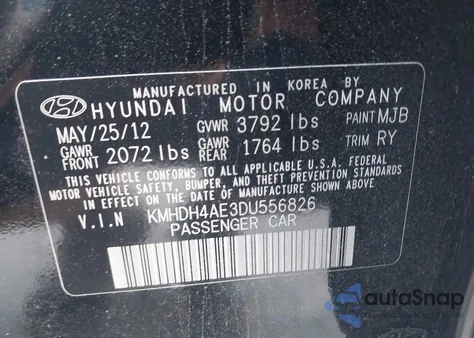 MANUFACTURED IN KOREA BY
HYUNDAI MOTOR COMPANY
MAY/25/12 GVWR 3792 lbs PAINT MJB
GAWR FRONT 2072 lbs GAWR REAR 1764 lbs TRIM RY
THIS VEHICLE CONFORMS TO ALL APPLICABLE U.S.A. FEDERAL
MOTOR VEHICLE SAFETY, BUMPER, AND THEFT PREVENTION
STANDARDS IN EFFECT ON THE
DATE OF MANUFACTURE SHOWN ABOVE.
V.I.N KMHDH4AE3DU556826
PASSENGER CAR
autoSnap